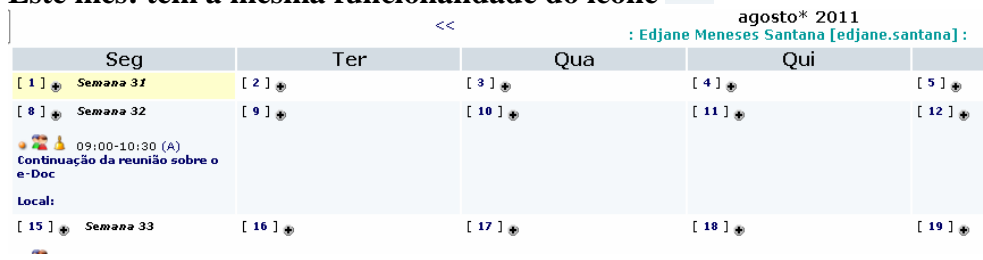 Este mês: tem a mesma funcionalidade do ícone
<< agosto* 2011
: Edjane Meneses Santana [edjane.santana] :
Seg Ter Qua Qui
[ 1 ] Semana 31 [ 2 ] [ 3 ] [ 4 ] [ 5 ]
[ 8 ] Semana 32 [ 9 ] [ 10 ] [ 11 ] [ 12 ]
09:00-10:30 (A)
Continuação da reunião sobre o
e-Doc
Local:
[ 15 ] Semana 33 [ 16 ] [ 17 ] [ 18 ] [ 19 ]